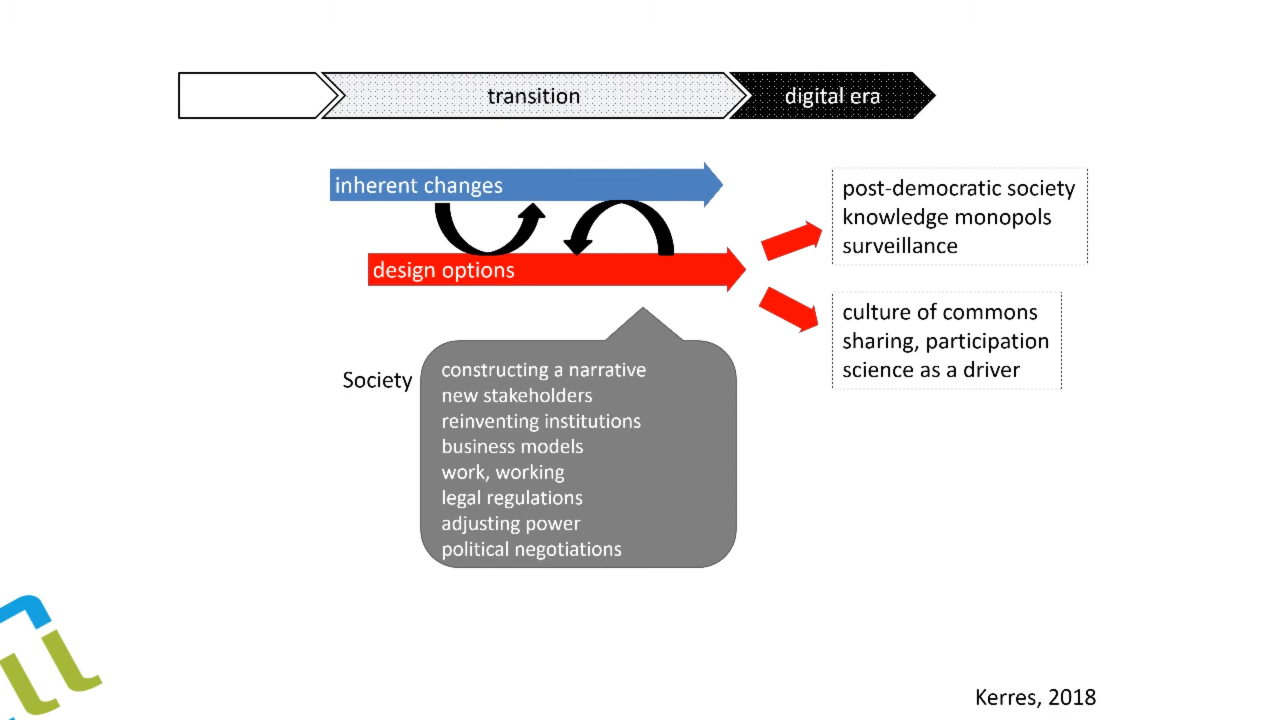 transition
digital era
inherent changes
design options
post-democratic society
knowledge monopols
surveillance
culture of commons
sharing, participation
science as a driver
Society
constructing a narrative
new stakeholders
reinventing institutions
business models
work, working
legal regulations
adjusting power
political negotiations
Kerres, 2018